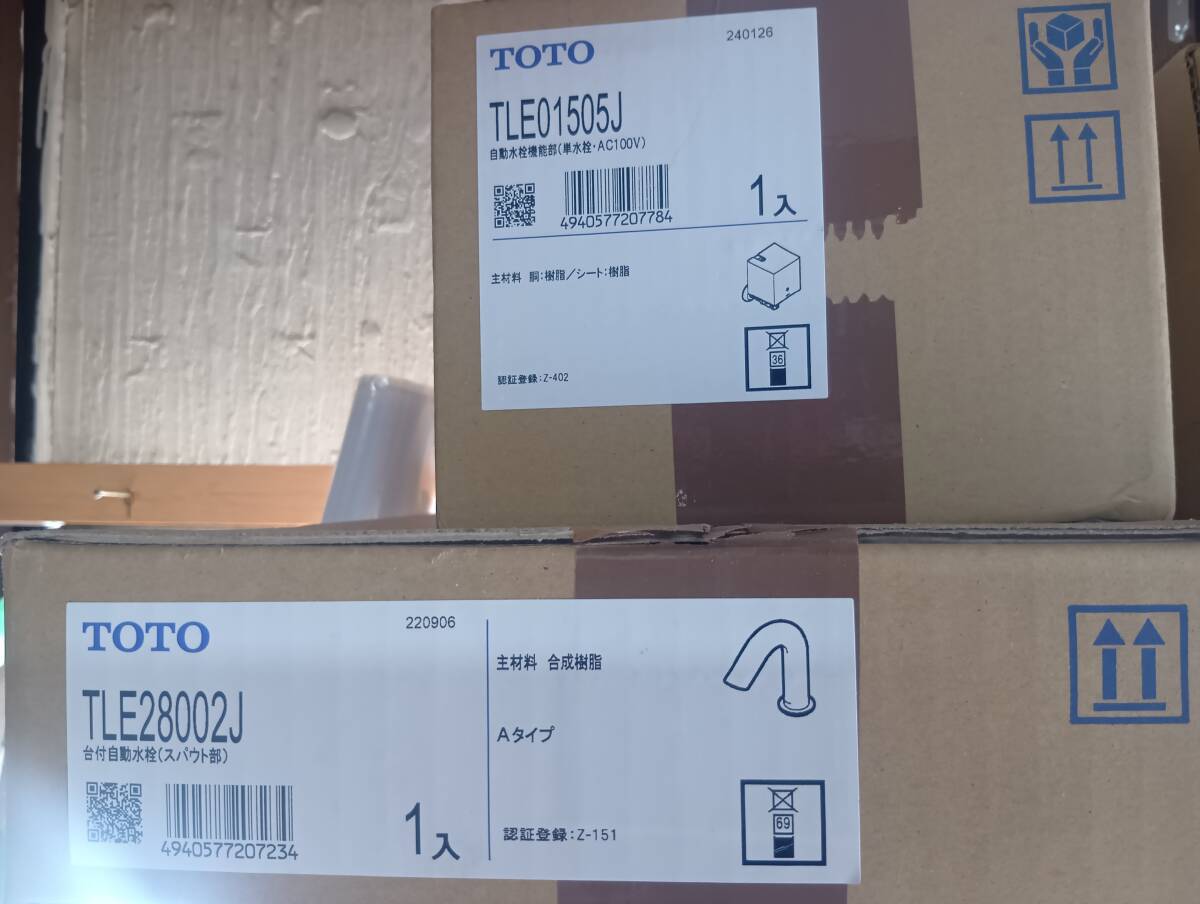 TOTO
240126
TLE01505J
自動水栓機能部(単水栓・AC100V)
4940577207784
1入
主材料 胴:樹脂/シート:樹脂
36
認証登録:Z-402
TOTO
220906
TLE28002J
台付自動水栓(スパウト部)
4940577207234
1入
主材料 合成樹脂
Aタイプ
認証登録:Z-151
69